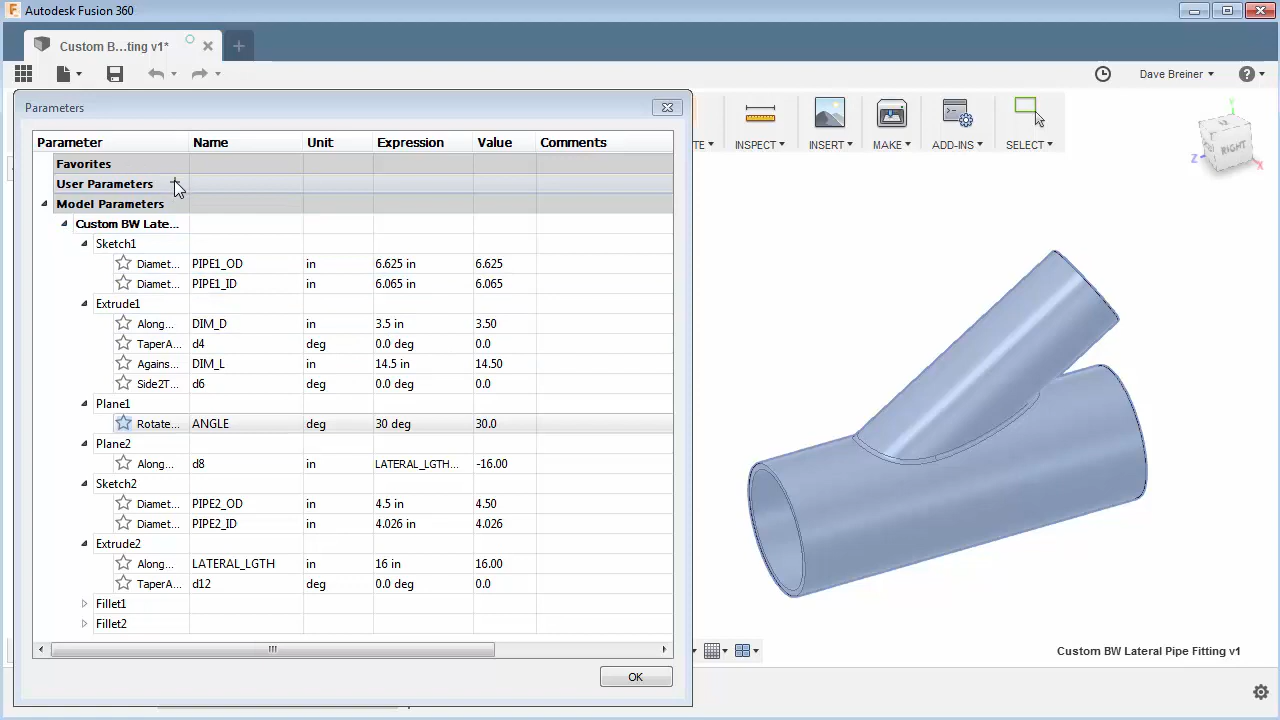 Autodesk Fusion 360
Custom B...ting v1*
Dave Breiner
Parameters
INSPECT INSERT MAKE ADD-INS SELECT
RIGHT
Y
Z
X
Parameter Name Unit Expression Value Comments
Favorites
User Parameters
Model Parameters
Custom BW Late...
Sketch1
Diamet... PIPE1_OD in 6.625 in 6.625
Diamet... PIPE1_ID in 6.065 in 6.065
Extrude1
Along... DIM_D in 3.5 in 3.50
TaperA... d4 deg 0.0 deg 0.0
Agains... DIM_L in 14.5 in 14.50
Side2T... d6 deg 0.0 deg 0.0
Plane1
Rotate... ANGLE deg 30 deg 30.0
Plane2
Along... d8 in LATERAL_LGTH... -16.00
Sketch2
Diamet... PIPE2_OD in 4.5 in 4.50
Diamet... PIPE2_ID in 4.026 in 4.026
Extrude2
Along... LATERAL_LGTH in 16 in 16.00
TaperA... d12 deg 0.0 deg 0.0
Fillet1
Fillet2
OK
Custom BW Lateral Pipe Fitting v1